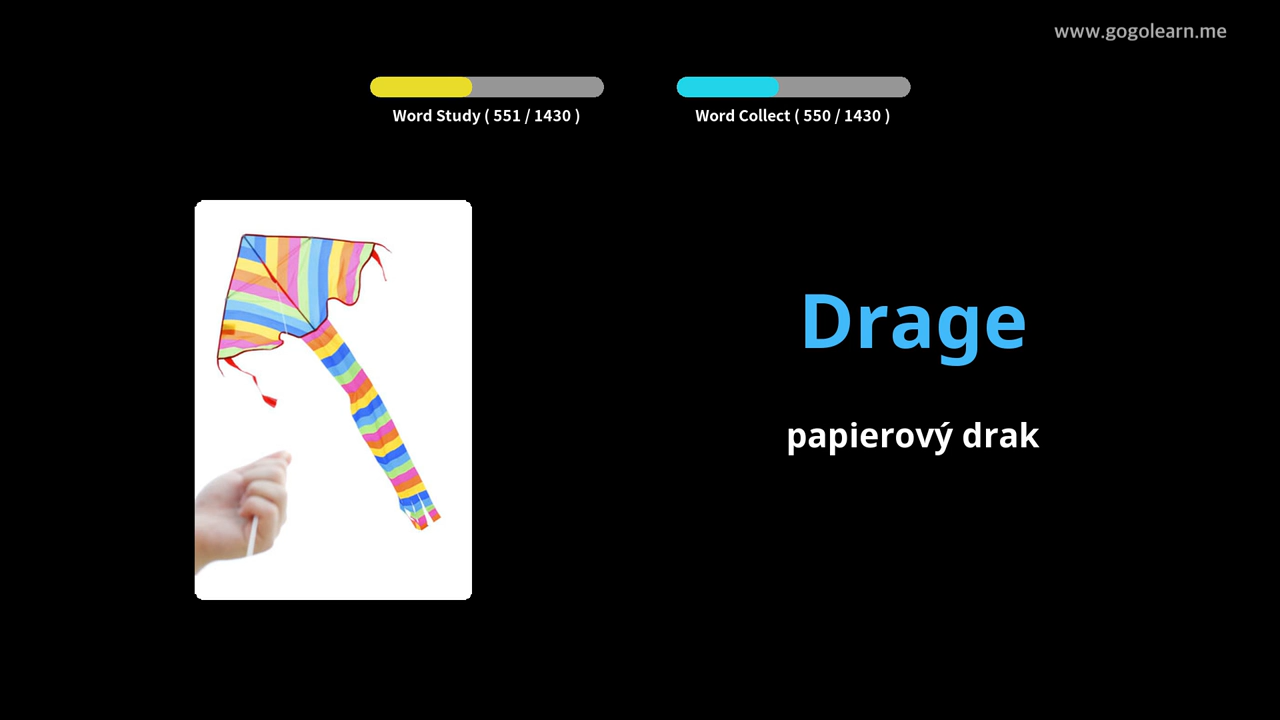 www.gogolearn.me
Word Study ( 551 / 1430 )
Word Collect ( 550 / 1430 )
Drage
papierový drak